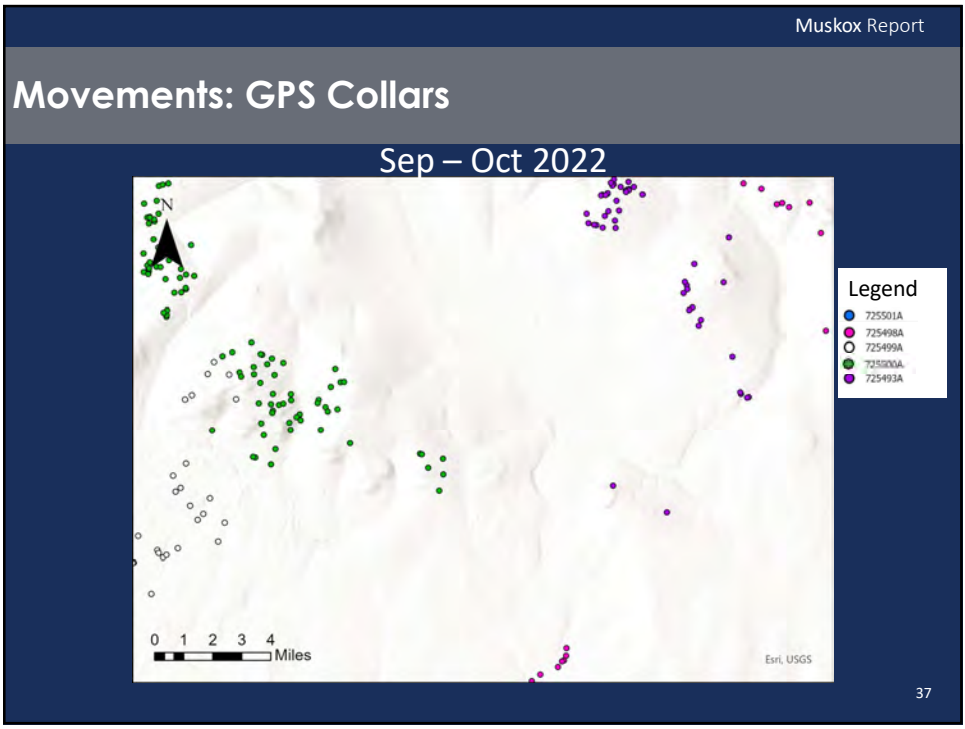 Muskox Report
Movements: GPS Collars
Sep – Oct 2022
N
Legend
725501A
725498A
725499A
725493A
0 1 2 3 4
Miles
Esri, USGS
37